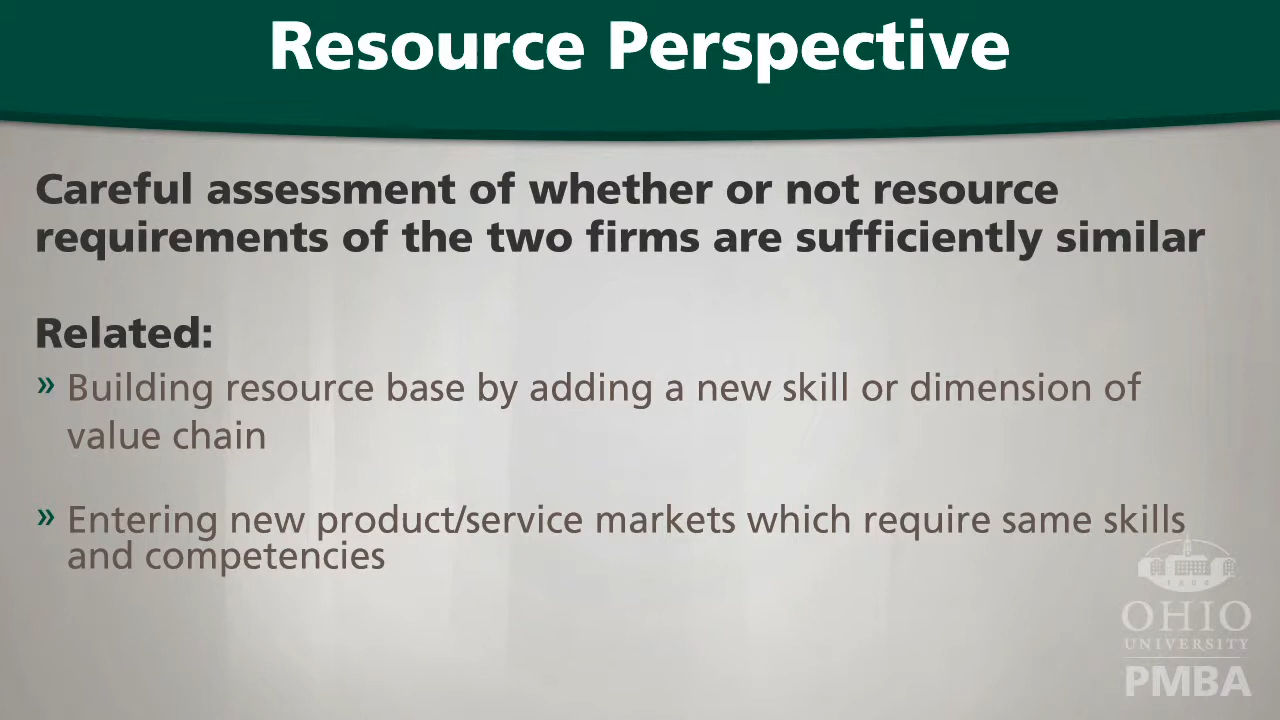 Resource Perspective
Careful assessment of whether or not resource
requirements of the two firms are sufficiently similar
Related:
» Building resource base by adding a new skill or dimension of
value chain
» Entering new product/service markets which require same skills
and competencies
1804
OHIO
UNIVERSITY
PMBA